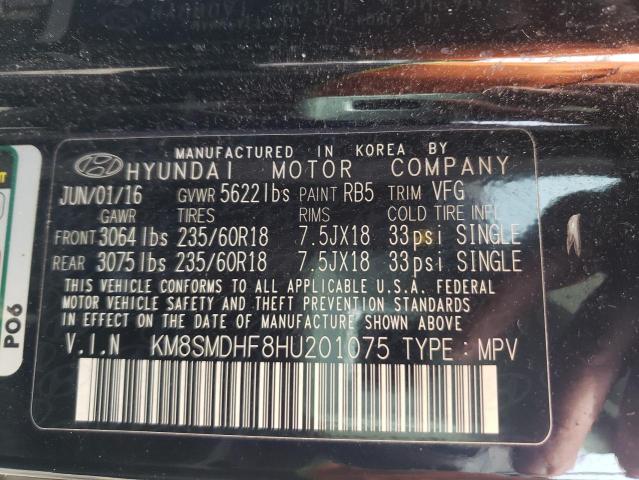 MANUFACTURED IN KOREA BY
HYUNDAI MOTOR COMPANY
JUN/01/16 GVWR 5622lbs PAINT RB5 TRIM VFG
GAWR TIRES RIMS COLD TIRE INFL
FRONT 3064lbs 235/60R18 7.5JX18 33psi SINGLE
REAR 3075lbs 235/60R18 7.5JX18 33psi SINGLE
THIS VEHICLE CONFORMS TO ALL APPLICABLE U.S.A. FEDERAL
MOTOR VEHICLE SAFETY AND THEFT PREVENTION STANDARDS
IN EFFECT ON THE DATE OF MANUFACTURE SHOWN ABOVE.
V.I.N KM8SMDHF8HU201075 TYPE : MPV
PO6